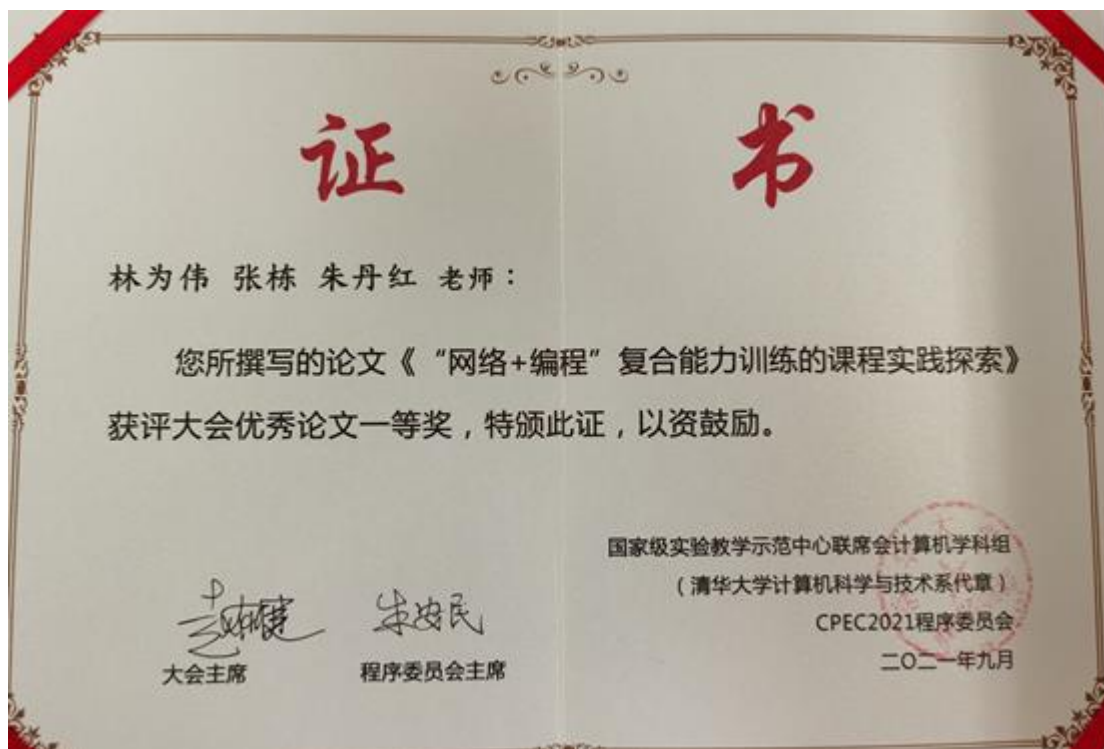 证 书
林为伟 张栋 朱丹红 老师：
您所撰写的论文《“网络+编程”复合能力训练的课程实践探索》
获评大会优秀论文一等奖，特颁此证，以资鼓励。
国家级实验教学示范中心联席会计算机学科组
（清华大学计算机科学与技术系代章）
CPEC2021程序委员会
二〇二一年九月
大会主席
程序委员会主席